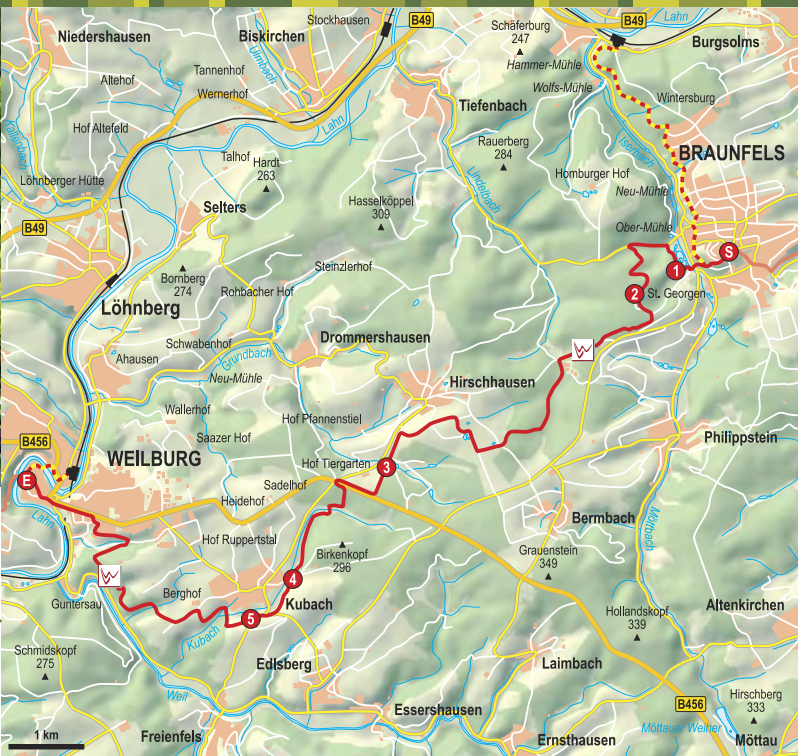 Stockhausen
B49
Lahn
B49
Schäferburg
247
Niedershausen
Biskirchen
Burgsolms
Ulmbach
Hammer-Mühle
Tannenhof
Altehof
Wolfs-Mühle
Wernerhof
Wintersburg
Tiefenbach
Kallenbach
Hof Altefeld
Lahn
Iserbach
Rauerberg
284
BRAUNFELS
Talhof
Hardt
263
Homburger Hof
Löhnberger Hütte
Lindelbach
Neu-Mühle
Hasselköppel
309
Selters
B49
Ober-Mühle
S
Steinzlerhof
1
Bornberg
274
Rohbacher Hof
2
St. Georgen
Löhnberg
Drommershausen
Schwabenhof
Grundbach
Ahausen
Neu-Mühle
Hirschhausen
Wallerhof
Hof Pfannenstiel
B456
Saazer Hof
Philippstein
WEILBURG
Hof Tiergarten
3
E
Sadelhof
Heidehof
Lahn
Bermbach
Möttbach
Hof Ruppertstal
Birkenkopf
296
Grauenstein
349
4
Berghof
Guntersau
Kubach
Altenkirchen
5
Hollandskopf
339
Kubach
Schmidskopf
275
Edlsberg
Laimbach
Weil
B456
Hirschberg
333
Essershausen
Möttauer Weiher
1 km
Freienfels
Ernsthausen
Möttau